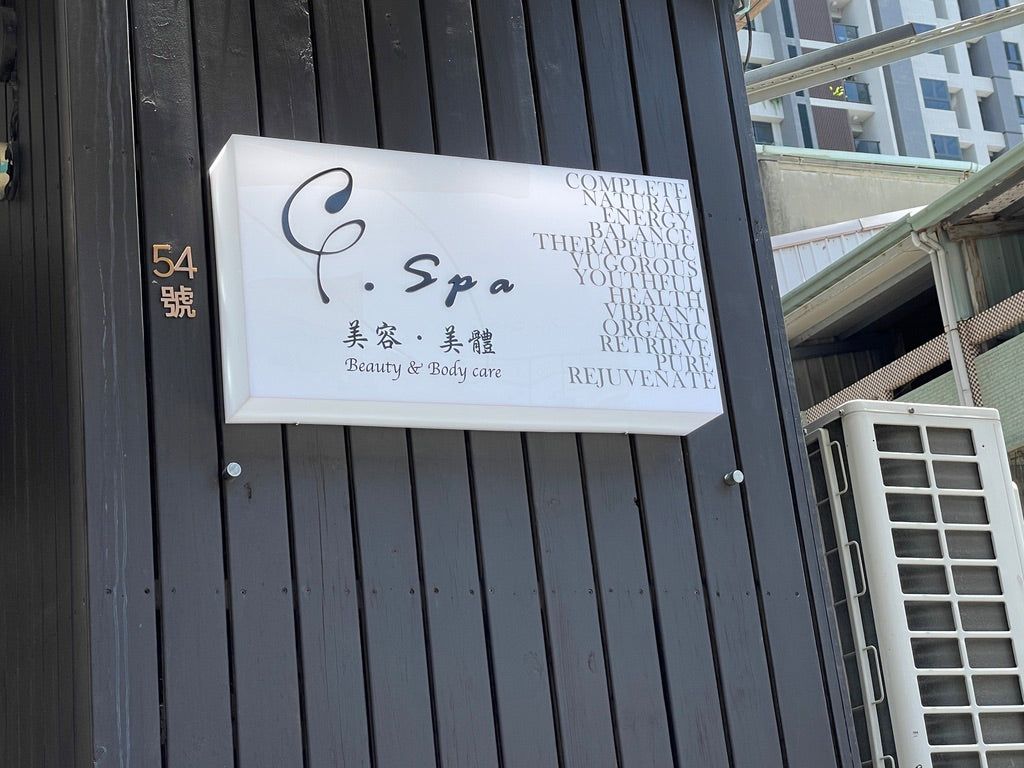 54
號
. Spa
美容・美體
Beauty & Body care
COMPLETE
NATURAL
ENERGY
BALANCE
THERAPEUTIC
VUGOROUS
YOUTHFUL
HEALTH
VIBRANT
ORGANIC
RETRIEVE
PURE
REJUVENATE